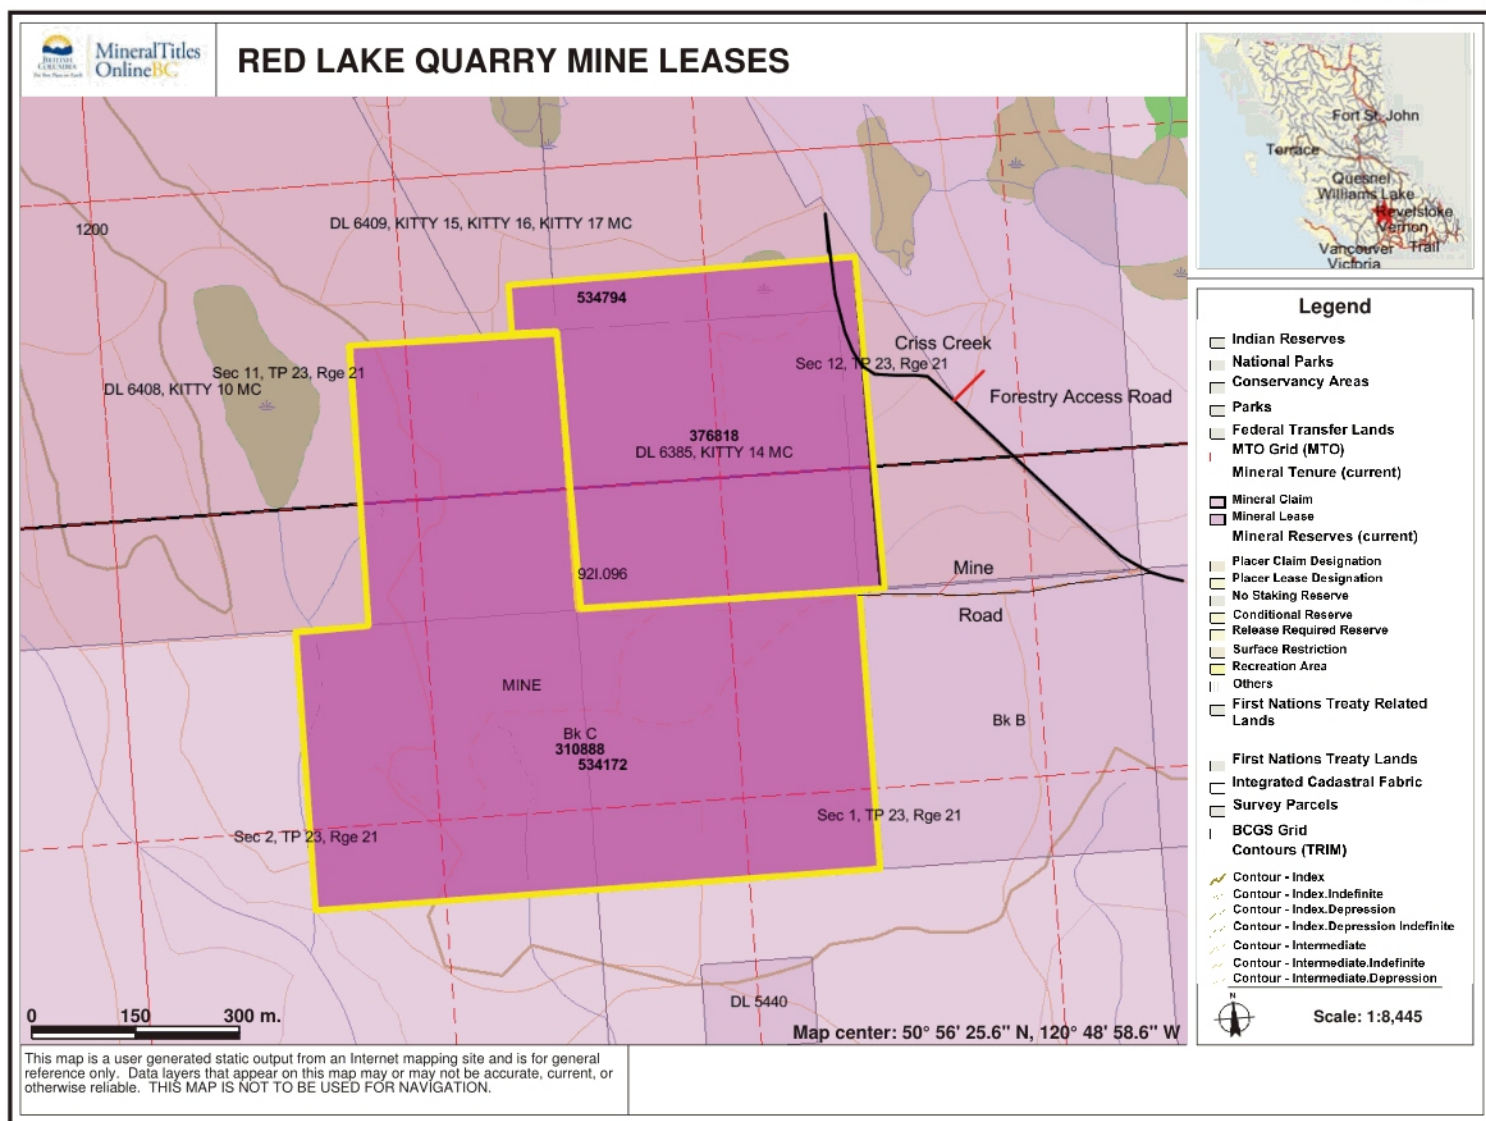 BRITISH
COLUMBIA
The Best Place on Earth
MineralTitles
OnlineBC
RED LAKE QUARRY MINE LEASES
Fort St. John
Terrace
Quesnel
Williams Lake
Revelstoke
Vernon
Vancouver
Trail
Victoria
1200
DL 6409, KITTY 15, KITTY 16, KITTY 17 MC
534794
Criss Creek
Sec 12, TP 23, Rge 21
Sec 11, TP 23, Rge 21
DL 6408, KITTY 10 MC
Forestry Access Road
376818
DL 6385, KITTY 14 MC
92I.096
Mine
Road
MINE
Bk C
310888
534172
Bk B
Sec 1, TP 23, Rge 21
Sec 2, TP 23, Rge 21
DL 5440
0 150 300 m.
Map center: 50° 56' 25.6" N, 120° 48' 58.6" W
Legend
Indian Reserves
National Parks
Conservancy Areas
Parks
Federal Transfer Lands
MTO Grid (MTO)
Mineral Tenure (current)
Mineral Claim
Mineral Lease
Mineral Reserves (current)
Placer Claim Designation
Placer Lease Designation
No Staking Reserve
Conditional Reserve
Release Required Reserve
Surface Restriction
Recreation Area
Others
First Nations Treaty Related
Lands
First Nations Treaty Lands
Integrated Cadastral Fabric
Survey Parcels
BCGS Grid
Contours (TRIM)
Contour - Index
Contour - Index.Indefinite
Contour - Index.Depression
Contour - Index.Depression Indefinite
Contour - Intermediate
Contour - Intermediate.Indefinite
Contour - Intermediate.Depression
N
Scale: 1:8,445
This map is a user generated static output from an Internet mapping site and is for general
reference only. Data layers that appear on this map may or may not be accurate, current, or
otherwise reliable. THIS MAP IS NOT TO BE USED FOR NAVIGATION.